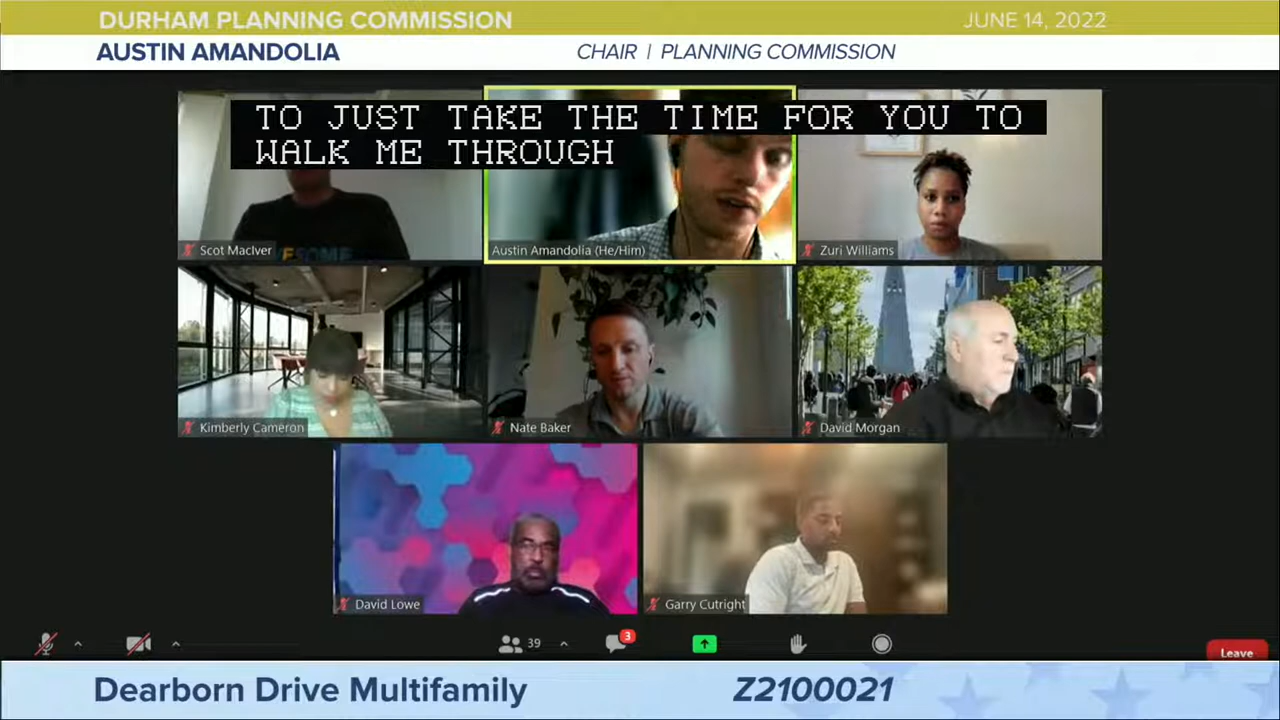 DURHAM PLANNING COMMISSION
JUNE 14, 2022
AUSTIN AMANDOLIA
CHAIR | PLANNING COMMISSION
TO JUST TAKE THE TIME FOR YOU TO
WALK ME THROUGH
Scot MacIver
Austin Amandolia (He/Him)
Zuri Williams
Kimberly Cameron
Nate Baker
David Morgan
David Lowe
Garry Cutright
39
3
Leave
Dearborn Drive Multifamily
Z2100021